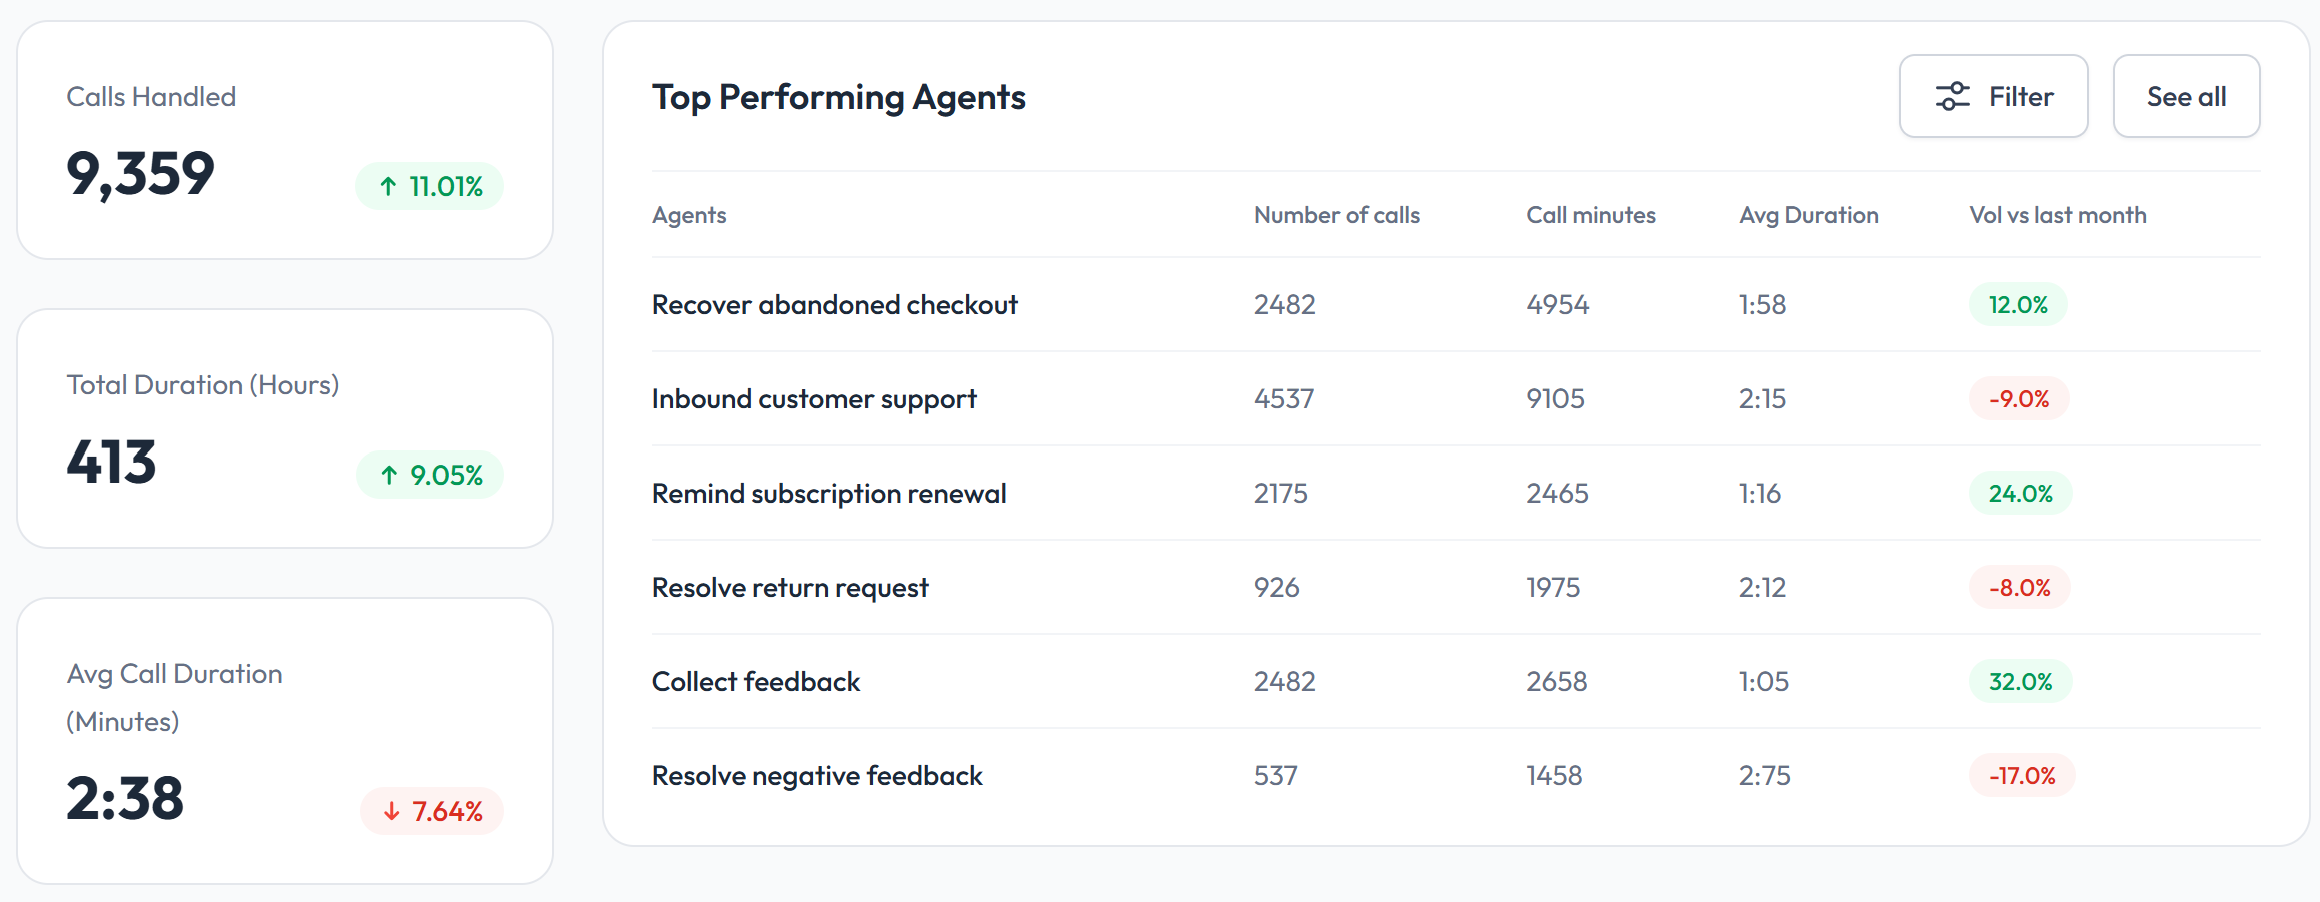 Calls Handled
9,359
↑ 11.01%
Total Duration (Hours)
413
↑ 9.05%
Avg Call Duration
(Minutes)
2:38
↓ 7.64%
Top Performing Agents
Filter
See all
Agents Number of calls Call minutes Avg Duration Vol vs last month
Recover abandoned checkout 2482 4954 1:58 12.0%
Inbound customer support 4537 9105 2:15 -9.0%
Remind subscription renewal 2175 2465 1:16 24.0%
Resolve return request 926 1975 2:12 -8.0%
Collect feedback 2482 2658 1:05 32.0%
Resolve negative feedback 537 1458 2:75 -17.0%